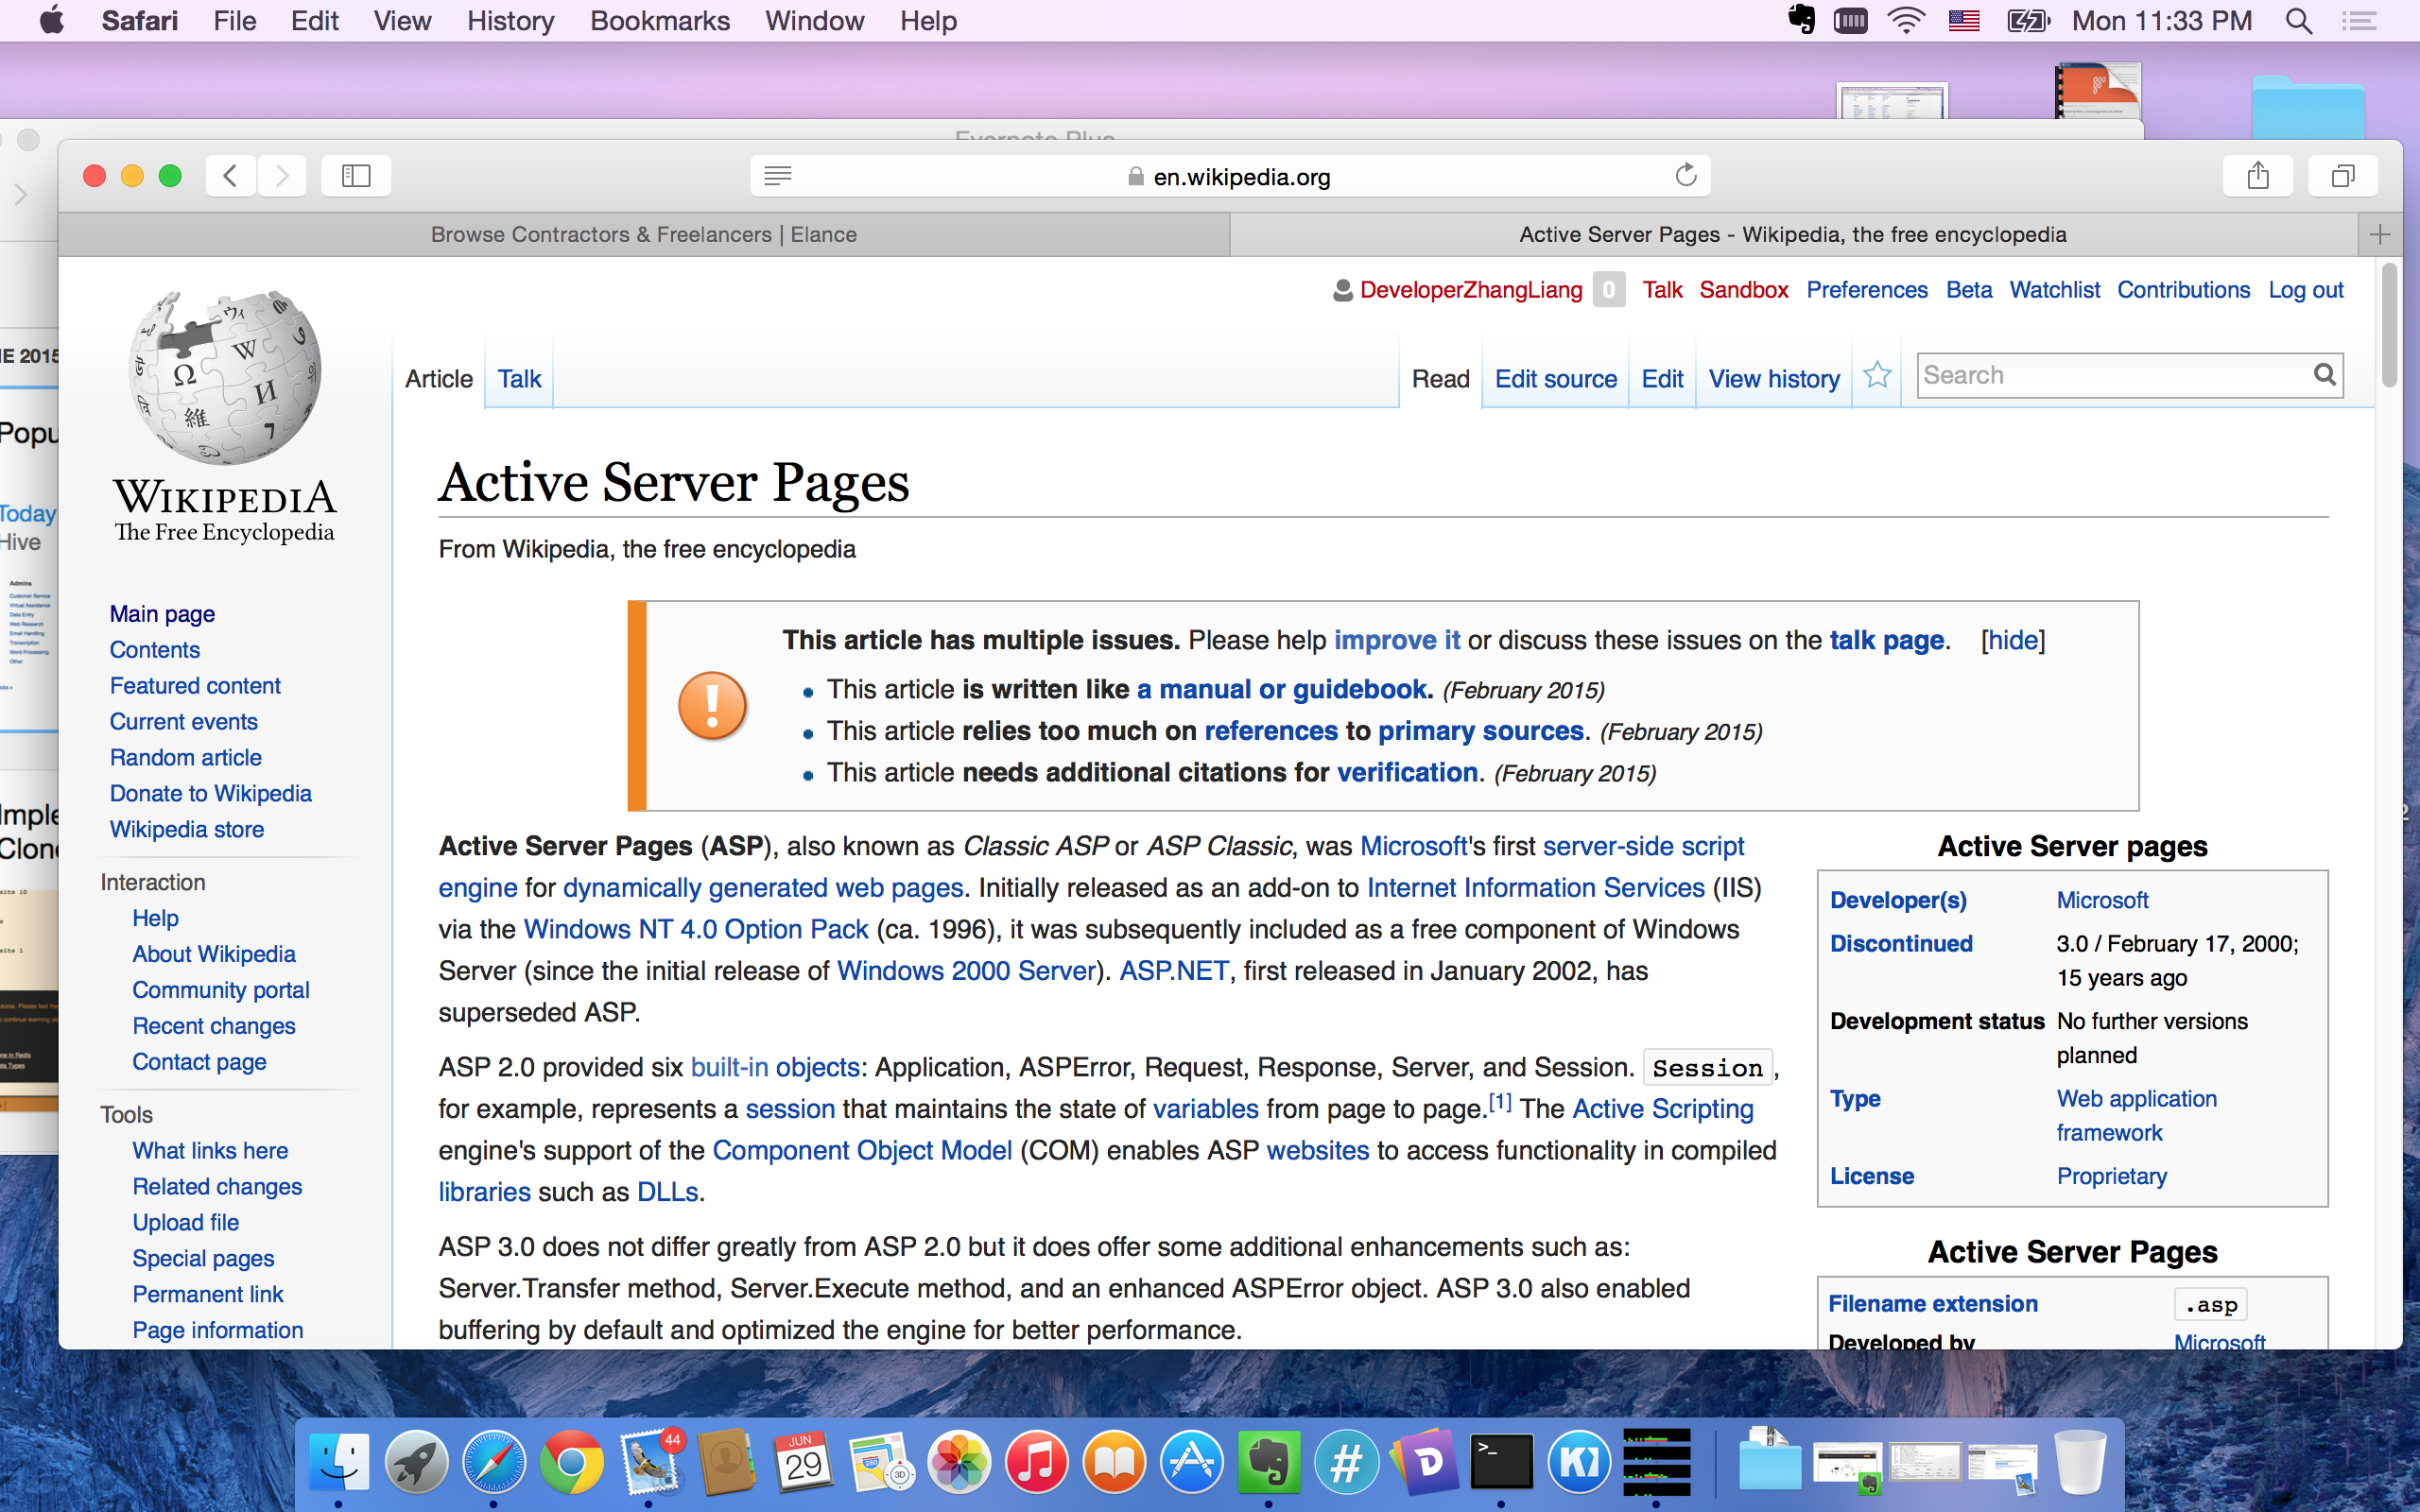 Safari File Edit View History Bookmarks Window Help Mon 11:33 PM
Evernote Plus
en.wikipedia.org
Browse Contractors & Freelancers | Elance
Active Server Pages - Wikipedia, the free encyclopedia
DeveloperZhangLiang 0 Talk Sandbox Preferences Beta Watchlist Contributions Log out
Article Talk Read Edit source Edit View history Search
WIKIPEDIA
The Free Encyclopedia
Main page
Contents
Featured content
Current events
Random article
Donate to Wikipedia
Wikipedia store
Interaction
Help
About Wikipedia
Community portal
Recent changes
Contact page
Tools
What links here
Related changes
Upload file
Special pages
Permanent link
Page information
Active Server Pages
From Wikipedia, the free encyclopedia
This article has multiple issues. Please help improve it or discuss these issues on the talk page. [hide]
This article is written like a manual or guidebook. (February 2015)
This article relies too much on references to primary sources. (February 2015)
This article needs additional citations for verification. (February 2015)
Active Server Pages (ASP), also known as Classic ASP or ASP Classic, was Microsoft's first server-side script
engine for dynamically generated web pages. Initially released as an add-on to Internet Information Services (IIS)
via the Windows NT 4.0 Option Pack (ca. 1996), it was subsequently included as a free component of Windows
Server (since the initial release of Windows 2000 Server). ASP.NET, first released in January 2002, has
superseded ASP.
ASP 2.0 provided six built-in objects: Application, ASPError, Request, Response, Server, and Session. Session,
for example, represents a session that maintains the state of variables from page to page.[1] The Active Scripting
engine's support of the Component Object Model (COM) enables ASP websites to access functionality in compiled
libraries such as DLLs.
ASP 3.0 does not differ greatly from ASP 2.0 but it does offer some additional enhancements such as:
Server.Transfer method, Server.Execute method, and an enhanced ASPError object. ASP 3.0 also enabled
buffering by default and optimized the engine for better performance.
Active Server pages
Developer(s) Microsoft
Discontinued 3.0 / February 17, 2000;
15 years ago
Development status No further versions
planned
Type Web application
framework
License Proprietary
Active Server Pages
Filename extension .asp
Developed by Microsoft
IE 2015
Popu
Today
Hive
Admins
Customer Service
Virtual Assistance
Data Entry
Web Research
Email Handling
Transcription
Word Processing
Other
Imple
Clon
44
JUN
29
280
3D